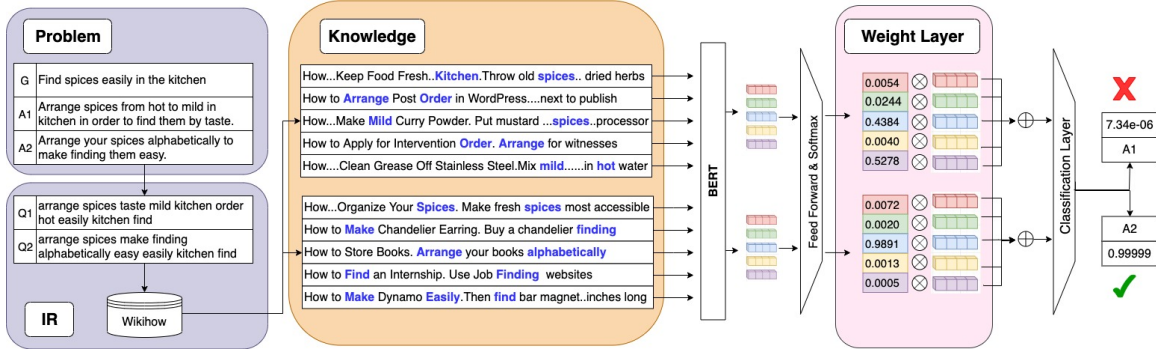 Problem
G Find spices easily in the kitchen
A1 Arrange spices from hot to mild in
kitchen in order to find them by taste.
A2 Arrange your spices alphabetically to
make finding them easy.
Q1 arrange spices taste mild kitchen order
hot easily kitchen find
Q2 arrange spices make finding
alphabetically easy easily kitchen find
IR
Wikihow
Knowledge
How...Keep Food Fresh..Kitchen.Throw old spices.. dried herbs
How to Arrange Post Order in WordPress....next to publish
How...Make Mild Curry Powder. Put mustard ...spices..processor
How to Apply for Intervention Order. Arrange for witnesses
How....Clean Grease Off Stainless Steel.Mix mild......in hot water
How...Organize Your Spices. Make fresh spices most accessible
How to Make Chandelier Earring. Buy a chandelier finding
How to Store Books. Arrange your books alphabetically
How to Find an Internship. Use Job Finding websites
How to Make Dynamo Easily.Then find bar magnet..inches long
BERT
Feed Forward & Softmax
Weight Layer
0.0054
0.0244
0.4384
0.0040
0.5278
0.0072
0.0020
0.9891
0.0013
0.0005
Classification Layer
7.34e-06
A1
A2
0.99999